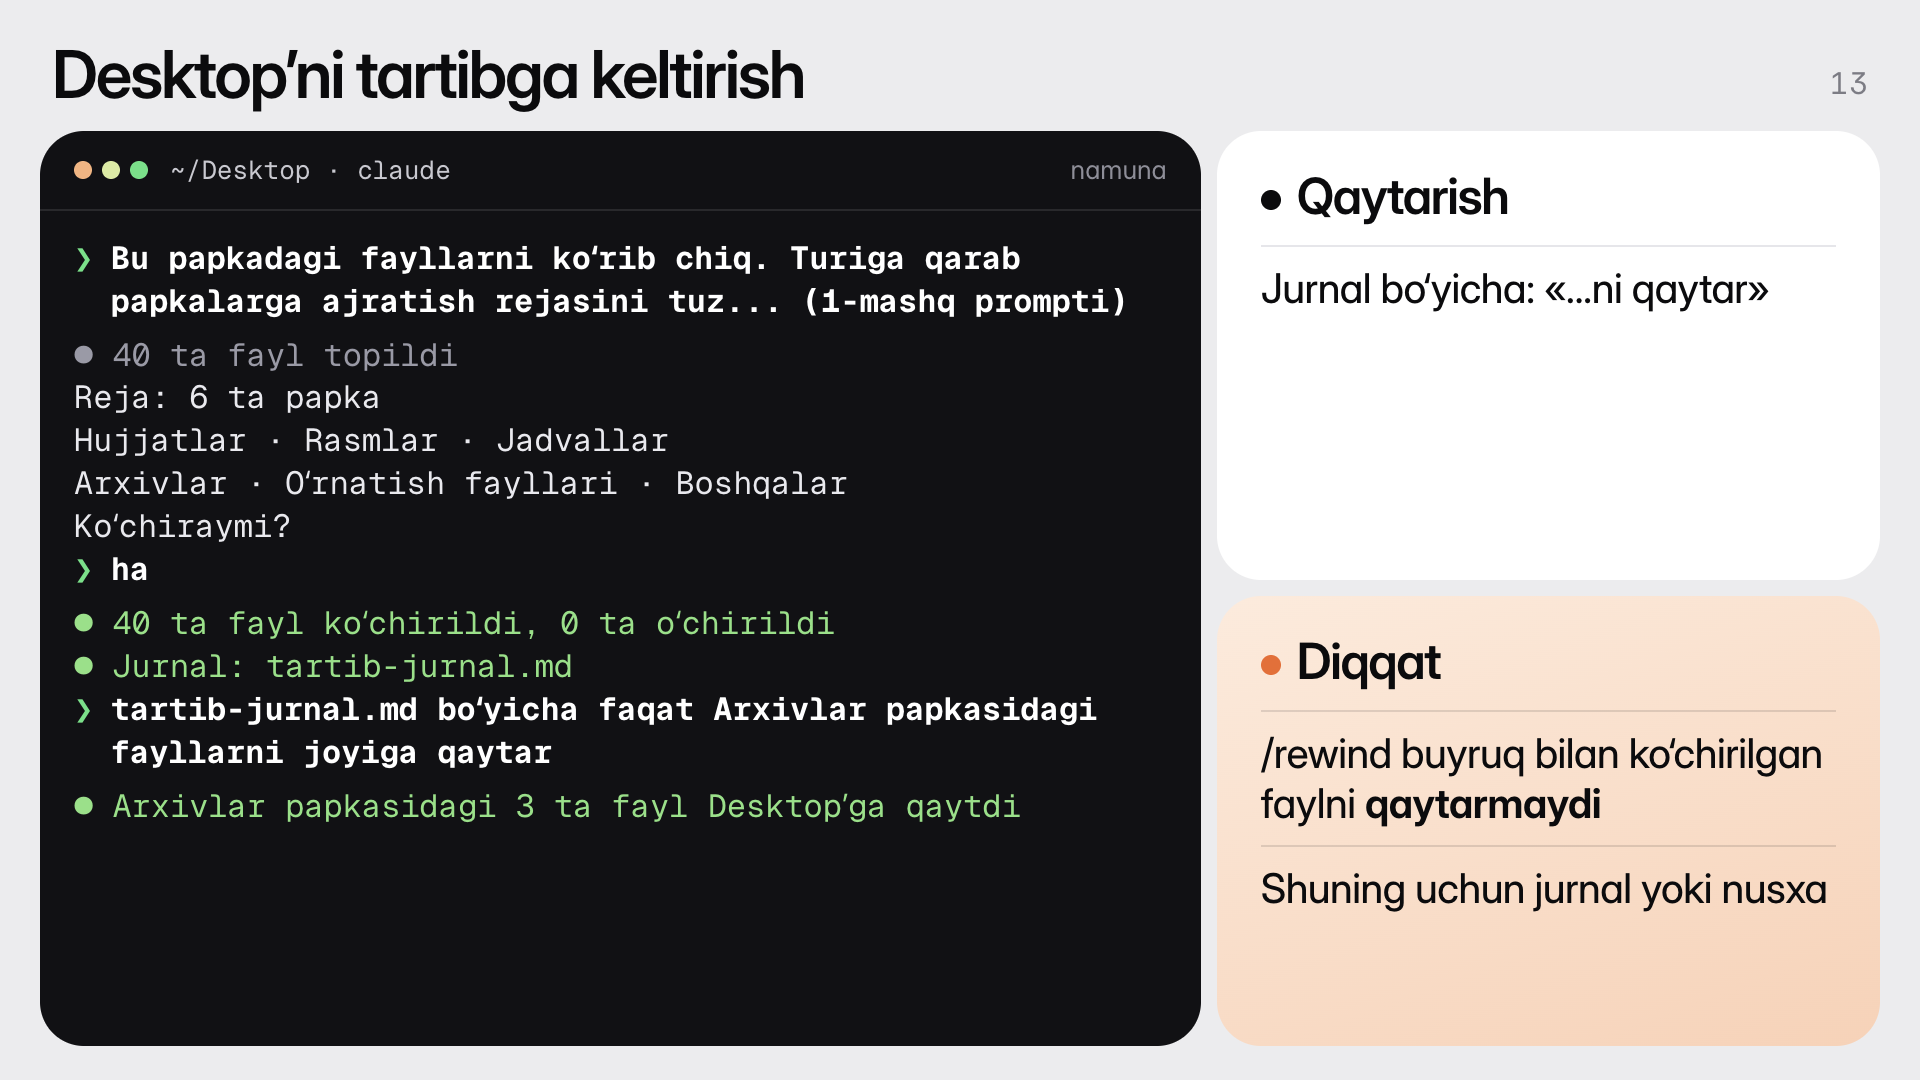 Desktop’ni tartibga keltirish
13
~/Desktop · claude
namuna
❯ Bu papkadagi fayllarni ko‘rib chiq. Turiga qarab
papkalarga ajratish rejasini tuz... (1-mashq prompti)
● 40 ta fayl topildi
Reja: 6 ta papka
Hujjatlar · Rasmlar · Jadvallar
Arxivlar · O‘rnatish fayllari · Boshqalar
Ko‘chiraymi?
❯ ha
● 40 ta fayl ko‘chirildi, 0 ta o‘chirildi
● Jurnal: tartib-jurnal.md
❯ tartib-jurnal.md bo‘yicha faqat Arxivlar papkasidagi
fayllarni joyiga qaytar
● Arxivlar papkasidagi 3 ta fayl Desktop’ga qaytdi
● Qaytarish
Jurnal bo‘yicha: «...ni qaytar»
● Diqqat
/rewind buyruq bilan ko‘chirilgan
faylni qaytarmaydi
Shuning uchun jurnal yoki nusxa